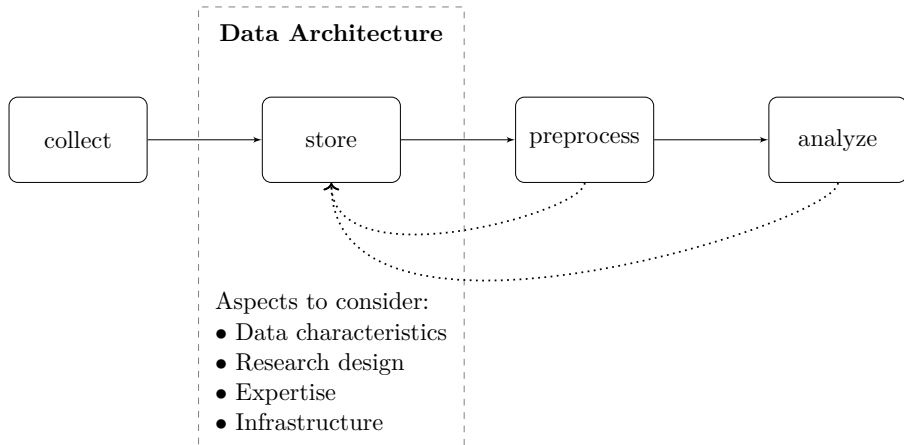 Data Architecture
collect
store
preprocess
analyze
Aspects to consider:
• Data characteristics
• Research design
• Expertise
• Infrastructure